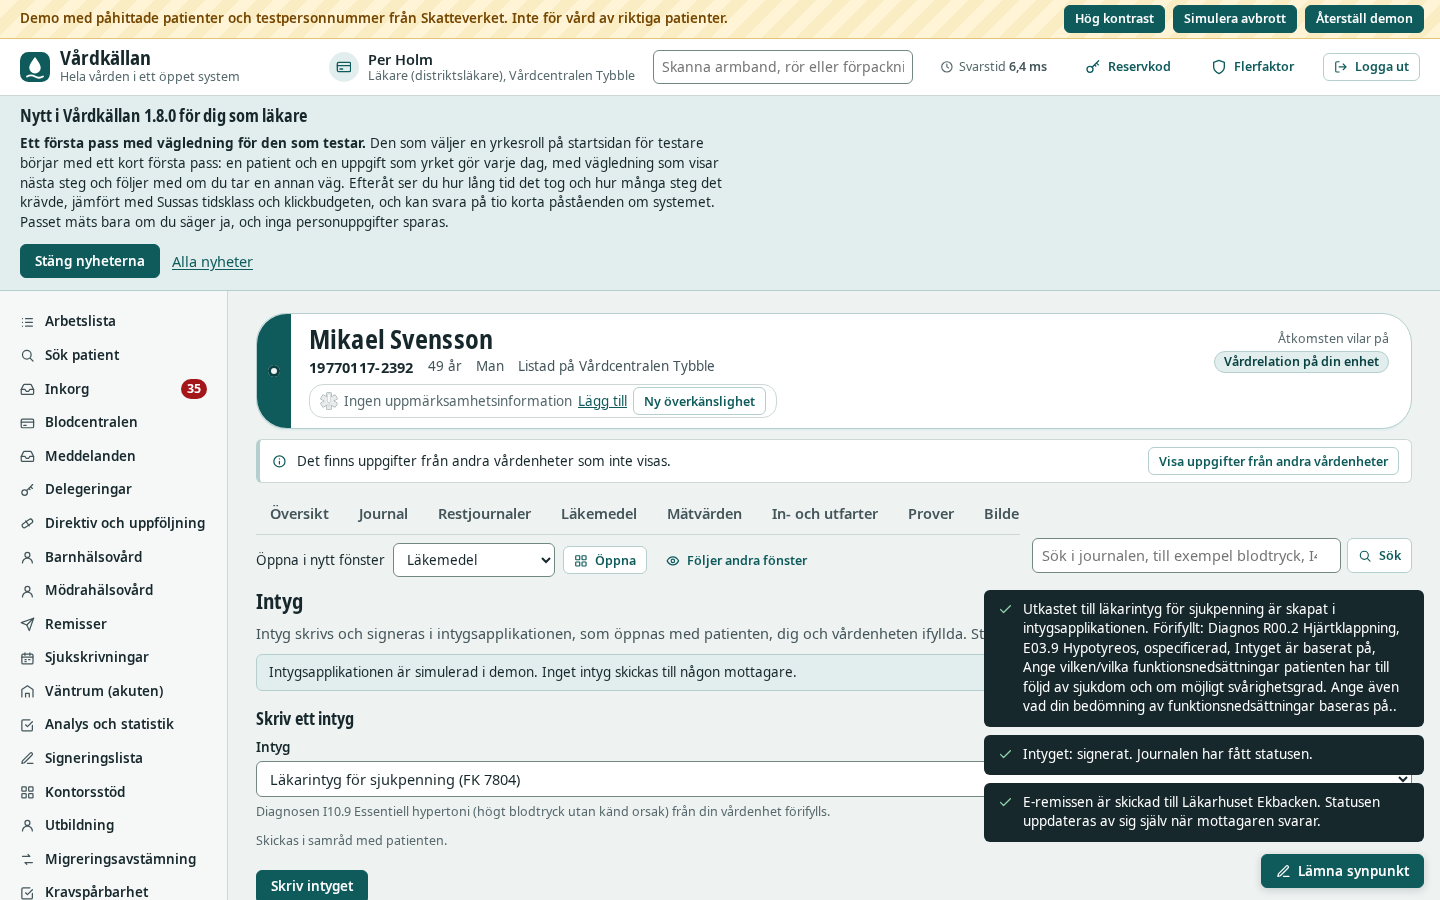 Demo med påhittade patienter och testpersonnummer från Skatteverket. Inte för vård av riktiga patienter.
Hög kontrast
Simulera avbrott
Återställ demon
Vårdkällan
Hela vården i ett öppet system
Per Holm
Läkare (distriktsläkare), Vårdcentralen Tybble
Skanna armband, rör eller förpackni
Svarstid 6,4 ms
Reservkod
Flerfaktor
Logga ut
Nytt i Vårdkällan 1.8.0 för dig som läkare
Ett första pass med vägledning för den som testar. Den som väljer en yrkesroll på startsidan för testare
börjar med ett kort första pass: en patient och en uppgift som yrket gör varje dag, med vägledning som visar
nästa steg och följer med om du tar en annan väg. Efteråt ser du hur lång tid det tog och hur många steg det
krävde, jämfört med Sussas tidsklass och klickbudgeten, och kan svara på tio korta påståenden om systemet.
Passet mäts bara om du säger ja, och inga personuppgifter sparas.
Stäng nyheterna
Alla nyheter
Arbetslista
Sök patient
Inkorg
35
Blodcentralen
Meddelanden
Delegeringar
Direktiv och uppföljning
Barnhälsovård
Mödrahälsovård
Remisser
Sjukskrivningar
Väntrum (akuten)
Analys och statistik
Signeringslista
Kontorsstöd
Utbildning
Migreringsavstämning
Kravspårbarhet
Mikael Svensson
19770117-2392
49 år
Man
Listad på Vårdcentralen Tybble
Ingen uppmärksamhetsinformation
Lägg till
Ny överkänslighet
Åtkomsten vilar på
Vårdrelation på din enhet
Det finns uppgifter från andra vårdenheter som inte visas.
Visa uppgifter från andra vårdenheter
Översikt
Journal
Restjournaler
Läkemedel
Mätvärden
In- och utfarter
Prover
Bilde
Öppna i nytt fönster
Läkemedel
Öppna
Följer andra fönster
Sök i journalen, till exempel blodtryck, I
Sök
Intyg
Intyg skrivs och signeras i intygsapplikationen, som öppnas med patienten, dig och vårdenheten ifyllda. St
Intygsapplikationen är simulerad i demon. Inget intyg skickas till någon mottagare.
Skriv ett intyg
Intyg
Läkarintyg för sjukpenning (FK 7804)
Diagnosen I10.9 Essentiell hypertoni (högt blodtryck utan känd orsak) från din vårdenhet förifylls.
Skickas i samråd med patienten.
Skriv intyget
Utkastet till läkarintyg för sjukpenning är skapat i
intygsapplikationen. Förifyllt: Diagnos R00.2 Hjärtklappning,
E03.9 Hypotyreos, ospecificerad, Intyget är baserat på,
Ange vilken/vilka funktionsnedsättningar patienten har till
följd av sjukdom och om möjligt svårighetsgrad. Ange även
vad din bedömning av funktionsnedsättningar baseras på..
Intyget: signerat. Journalen har fått statusen.
E-remissen är skickad till Läkarhuset Ekbacken. Statusen
uppdateras av sig själv när mottagaren svarar.
Lämna synpunkt